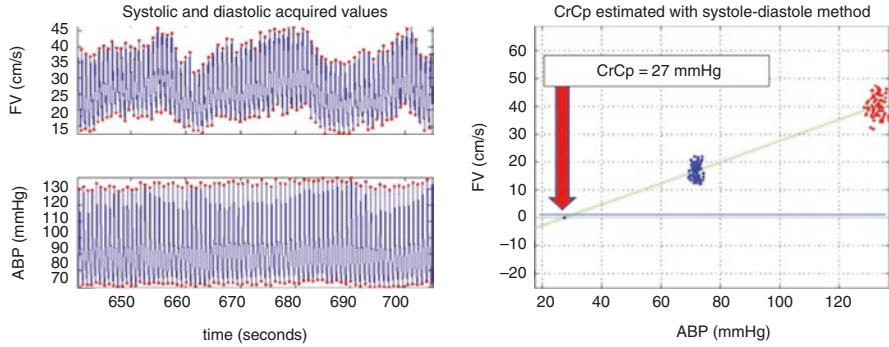 Systolic and diastolic acquired values
45
40
35
30
25
20
15
FV (cm/s)
130
120
110
100
90
80
70
ABP (mmHg)
650 660 670 680 690 700
time (seconds)
CrCp estimated with systole-diastole method
CrCp = 27 mmHg
60
50
40
30
20
10
0
−10
−20
FV (cm/s)
20 40 60 80 100 120
ABP (mmHg)